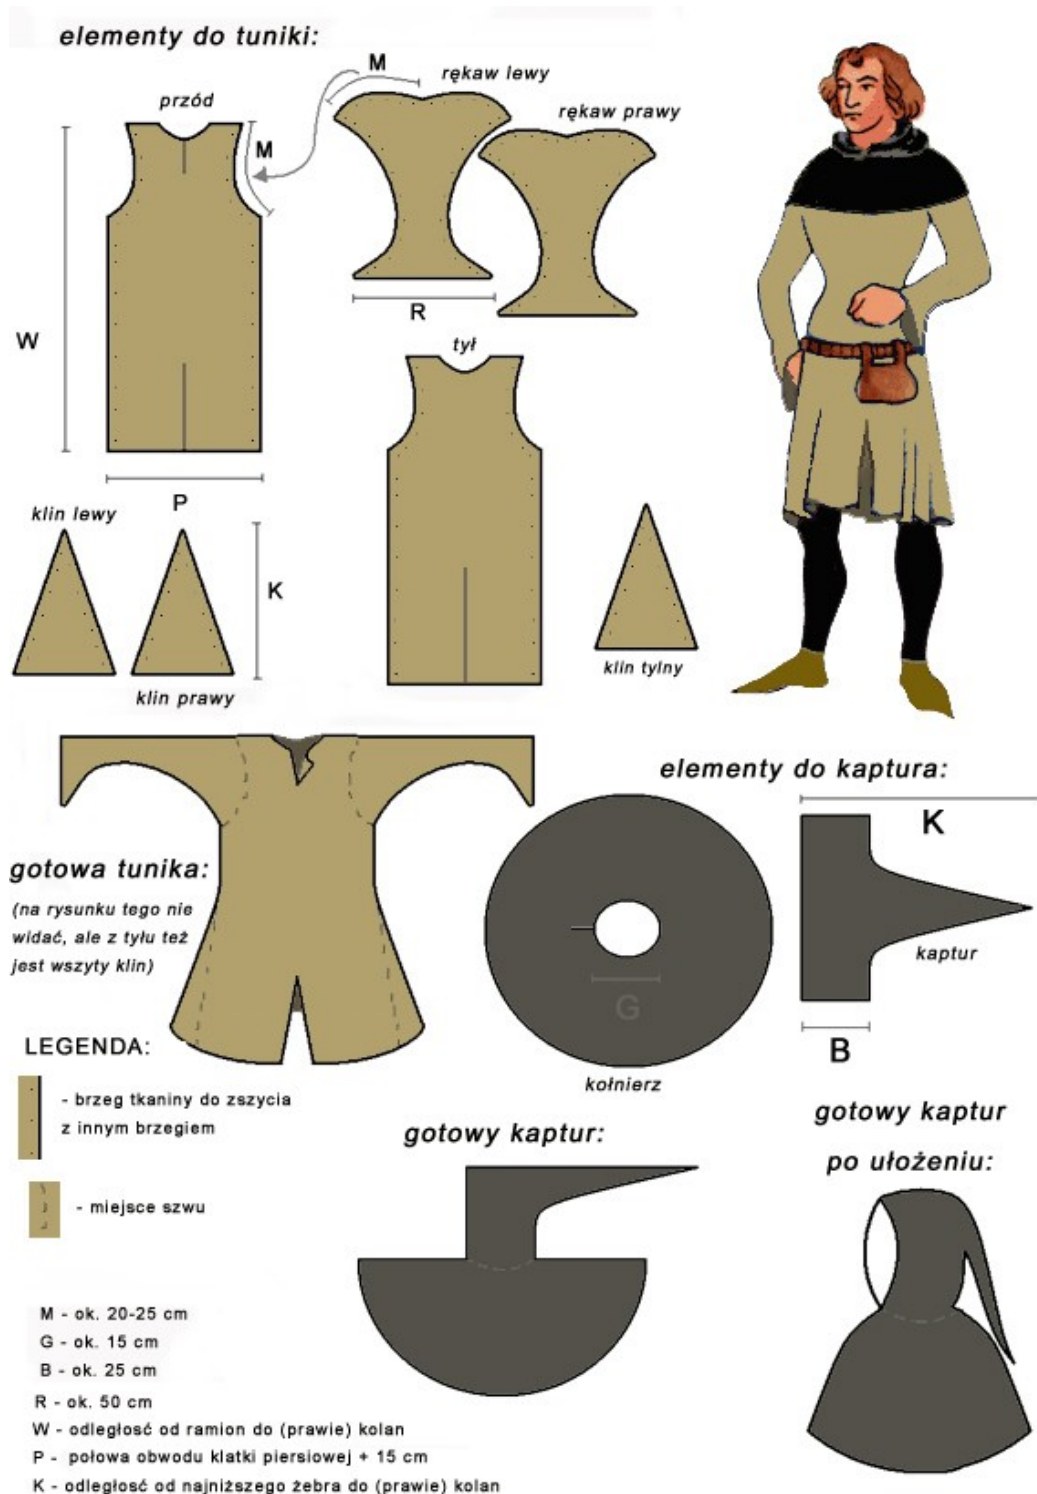 elementy do tuniki:
przód
M
rękaw lewy
rękaw prawy
M
W
R
tył
P
klin lewy
K
klin prawy
klin tylny
gotowa tunika:
(na rysunku tego nie
widać, ale z tyłu też
jest wszyty klin)
elementy do kaptura:
K
kaptur
G
B
kołnierz
LEGENDA:
- brzeg tkaniny do zszycia
z innym brzegiem
- miejsce szwu
gotowy kaptur:
gotowy kaptur
po ułożeniu:
M - ok. 20-25 cm
G - ok. 15 cm
B - ok. 25 cm
R - ok. 50 cm
W - odległosć od ramion do (prawie) kolan
P - połowa obwodu klatki piersiowej + 15 cm
K - odległosć od najniższego żebra do (prawie) kolan